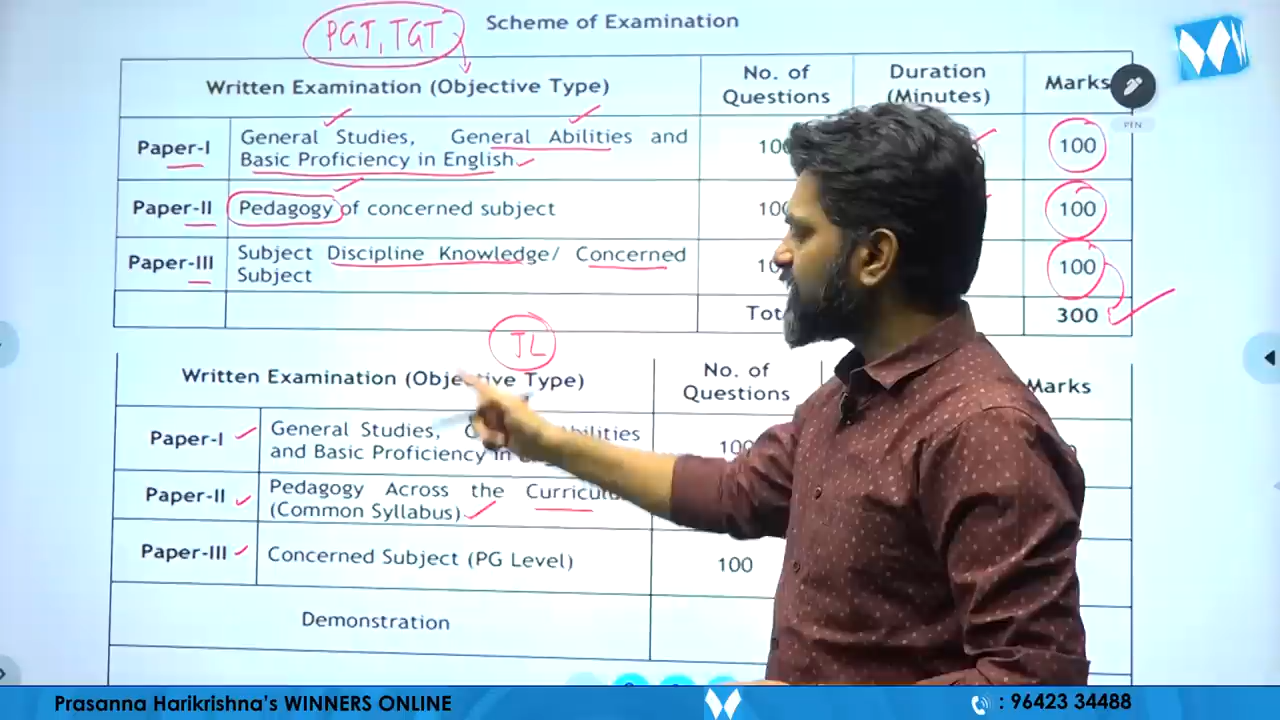 PGT, TGT
Scheme of Examination
Written Examination (Objective Type)
No. of
Questions
Duration
(Minutes)
Marks
PEN
Paper-I
General Studies, General Abilities and
Basic Proficiency in English
100
Paper-II
Pedagogy of concerned subject
100
Paper-III
Subject Discipline Knowledge/ Concerned
Subject
100
300
JL
Written Examination (Objective Type)
No. of
Questions
Marks
Paper-I
General Studies,
and Basic Proficiency in
100
Paper-II
Pedagogy Across the
(Common Syllabus)
Paper-III
Concerned Subject (PG Level)
100
Demonstration
Prasanna Harikrishna's WINNERS ONLINE
: 96423 34488